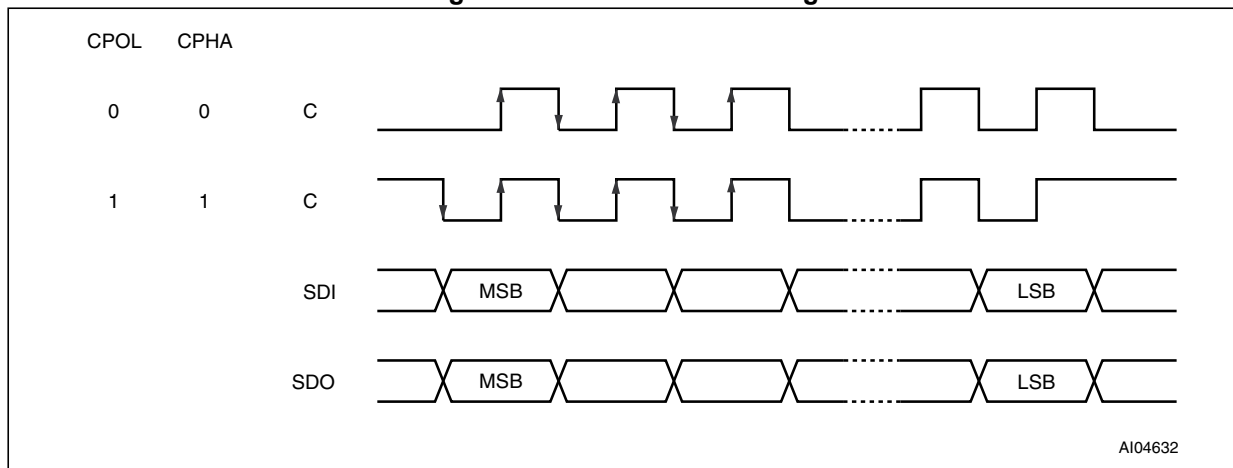 CPOL CPHA
0 0 C
1 1 C
SDI MSB LSB
SDO MSB LSB
AI04632